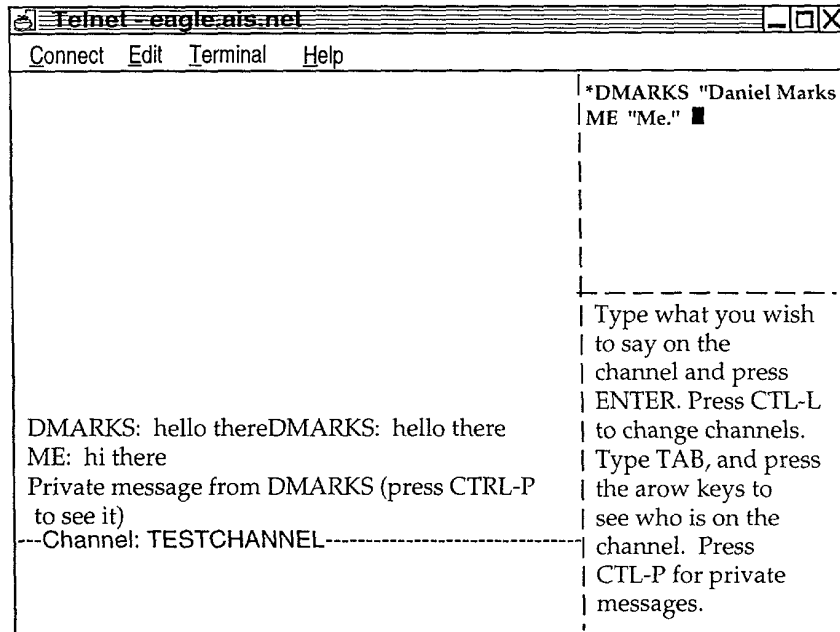 Telnet - eagle.ais.net
Connect Edit Terminal Help
*DMARKS "Daniel Marks
ME "Me."
DMARKS: hello thereDMARKS: hello there
ME: hi there
Private message from DMARKS (press CTRL-P
to see it)
---Channel: TESTCHANNEL---
Type what you wish
to say on the
channel and press
ENTER. Press CTL-L
to change channels.
Type TAB, and press
the arow keys to
see who is on the
channel. Press
CTL-P for private
messages.